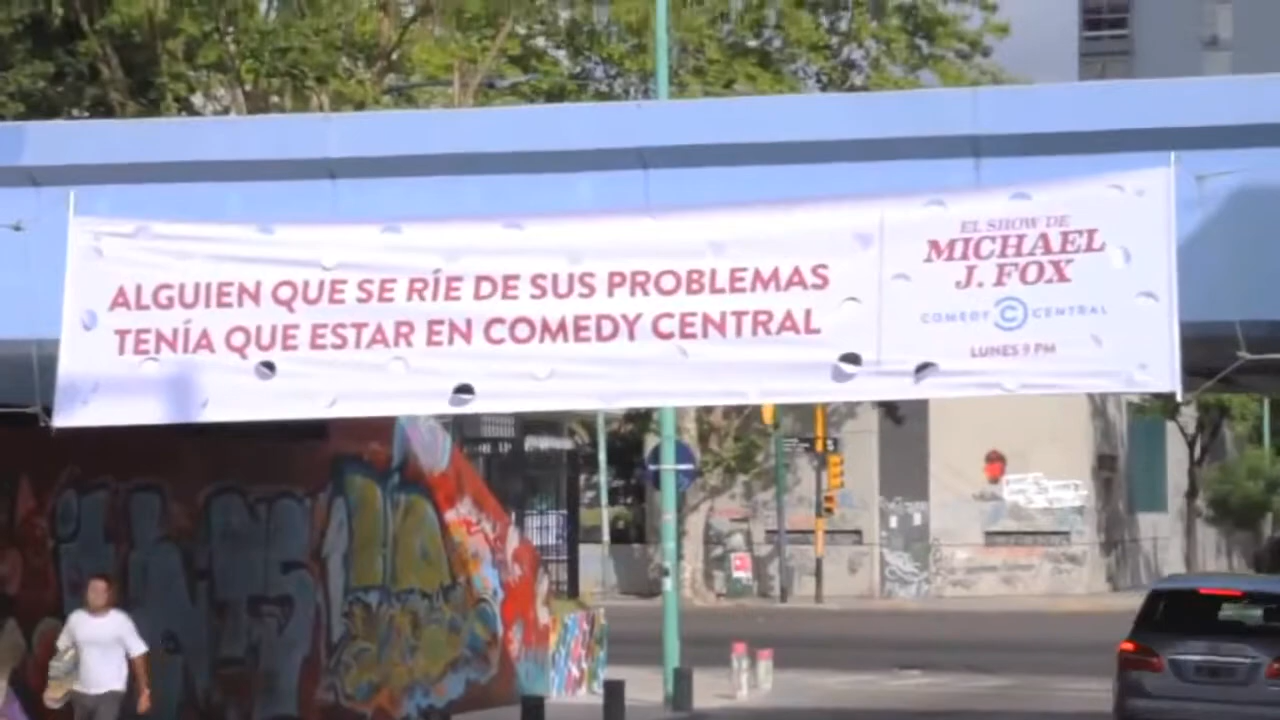 ALGUIEN QUE SE RÍE DE SUS PROBLEMAS
TENÍA QUE ESTAR EN COMEDY CENTRAL
EL SHOW DE
MICHAEL
J. FOX
COMEDY C CENTRAL
LUNES 9 PM